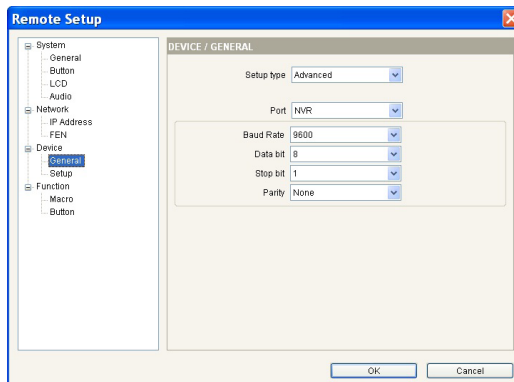 Remote Setup
System
General
Button
LCD
Audio
Network
IP Address
FEN
Device
General
Setup
Function
Macro
Button
DEVICE / GENERAL
Setup type Advanced
Port NVR
Baud Rate 9600
Data bit 8
Stop bit 1
Parity None
OK Cancel